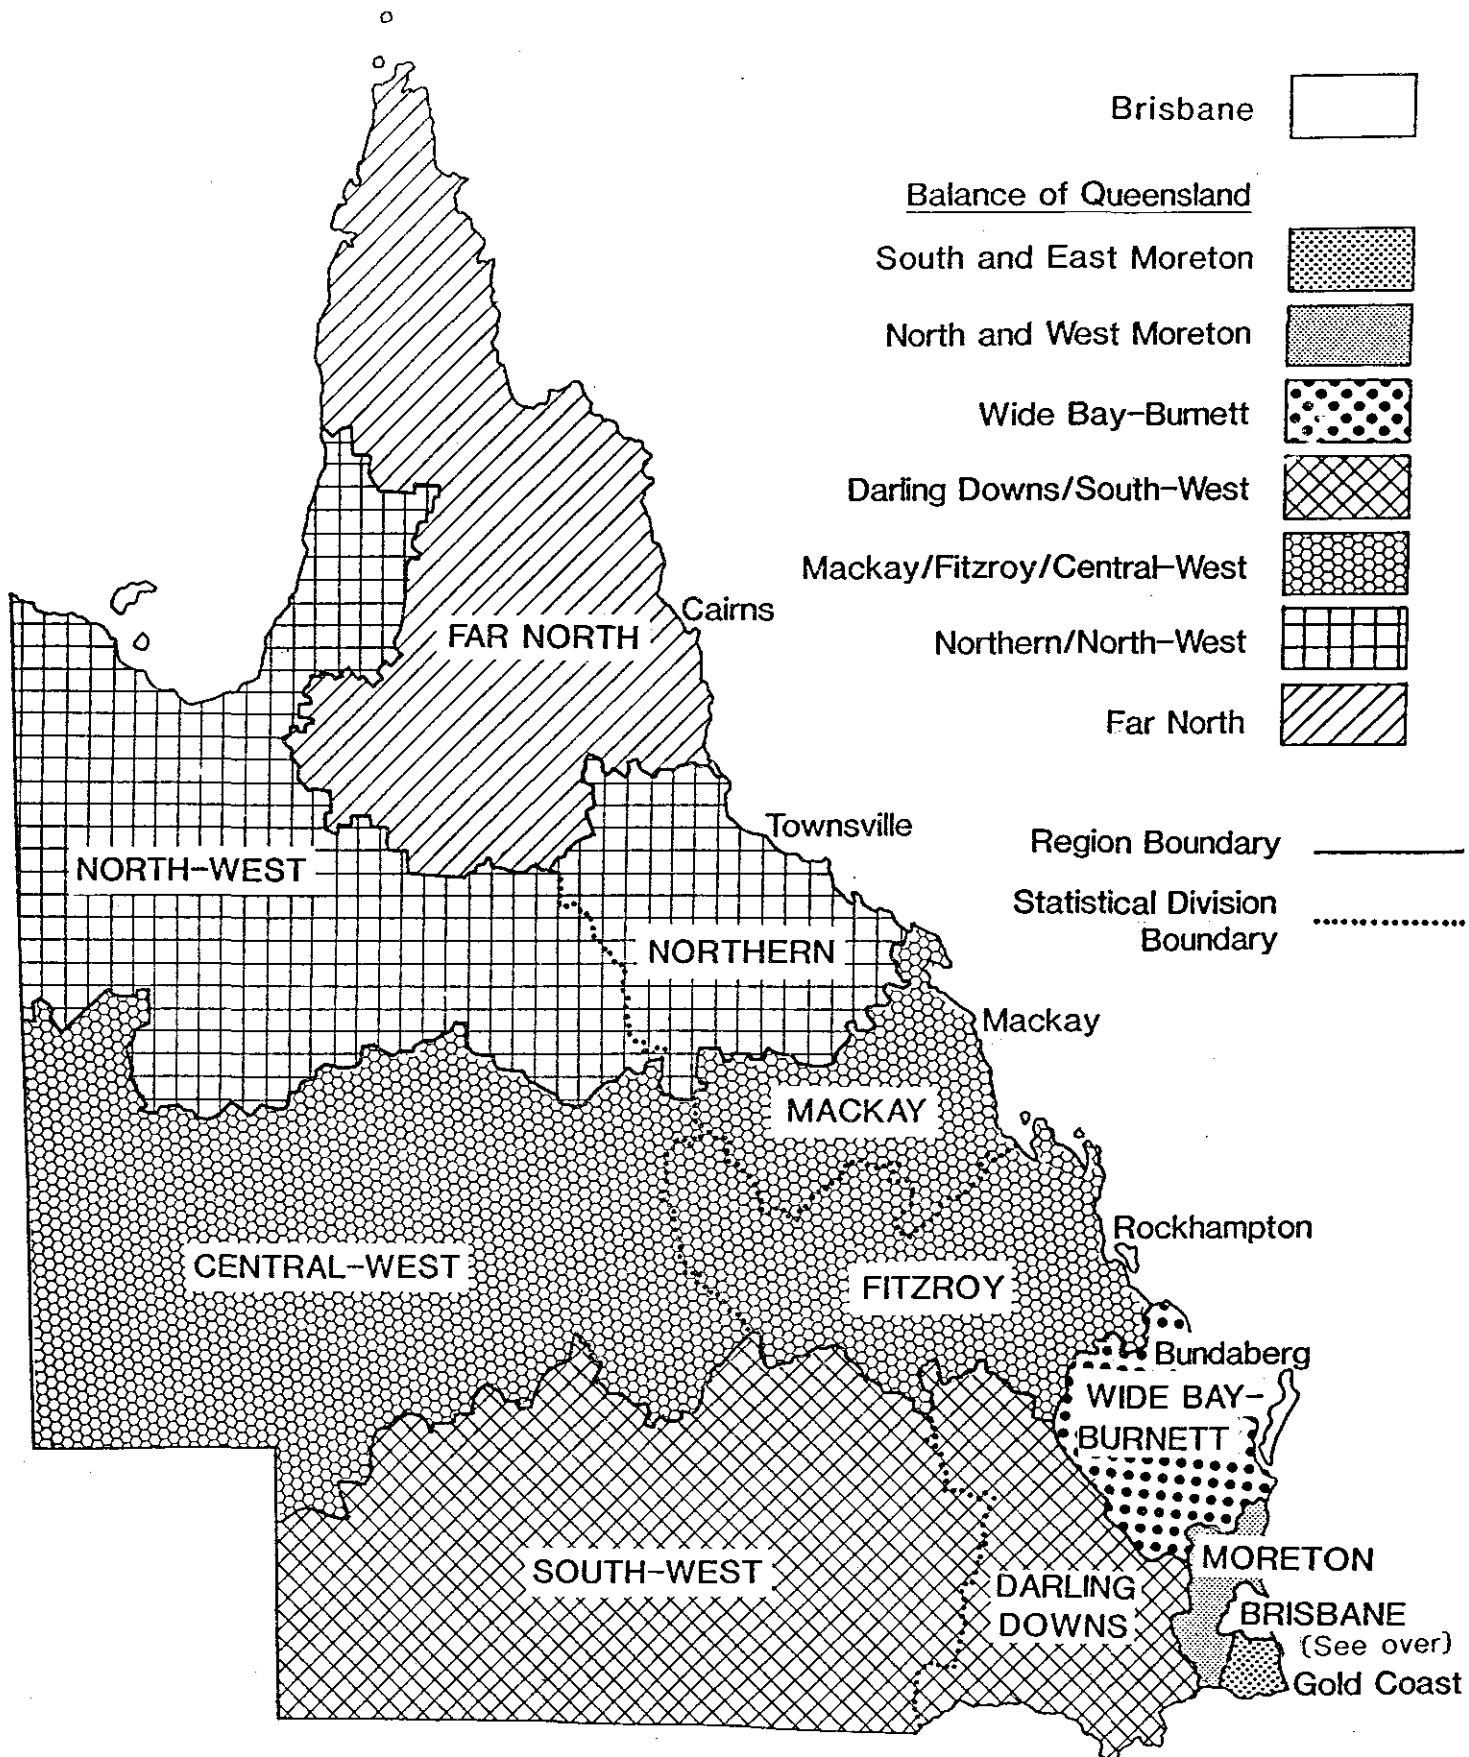 Brisbane
Balance of Queensland
South and East Moreton
North and West Moreton
Wide Bay-Burnett
Darling Downs/South-West
Mackay/Fitzroy/Central-West
Northern/North-West
Far North
Region Boundary
Statistical Division
Boundary
FAR NORTH
Cairns
NORTH-WEST
Townsville
NORTHERN
Mackay
MACKAY
CENTRAL-WEST
Rockhampton
FITZROY
Bundaberg
WIDE BAY-
BURNETT
SOUTH-WEST
DARLING
DOWNS
MORETON
BRISBANE
(See over)
Gold Coast